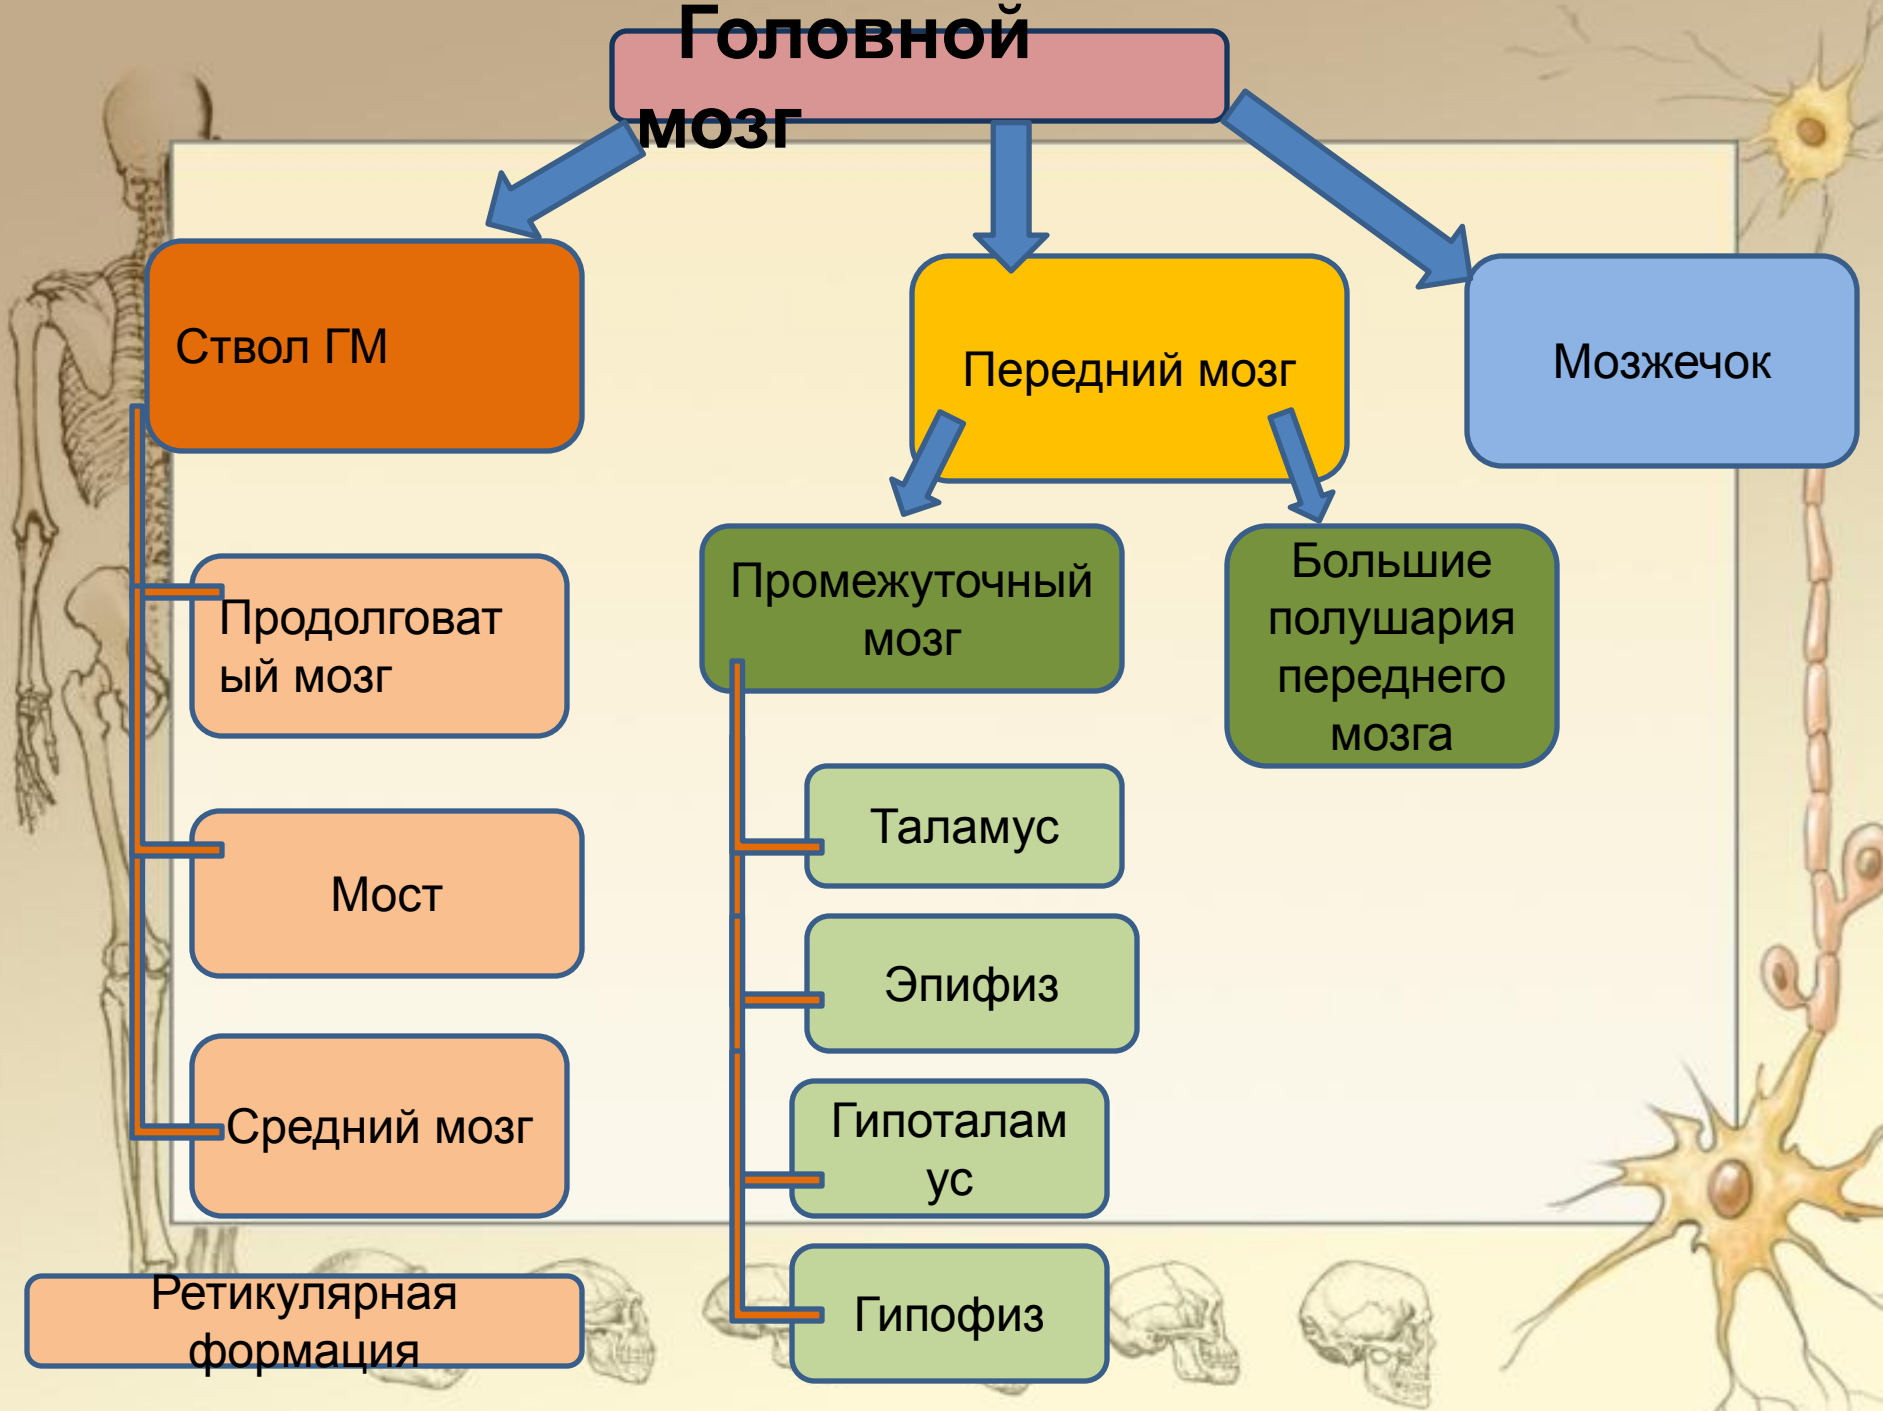 Головной
мозг
Ствол ГМ
Передний мозг
Мозжечок
Продолговат
ый мозг
Мост
Средний мозг
Ретикулярная
формация
Промежуточный
мозг
Таламус
Эпифиз
Гипоталам
ус
Гипофиз
Большие
полушария
переднего
мозга